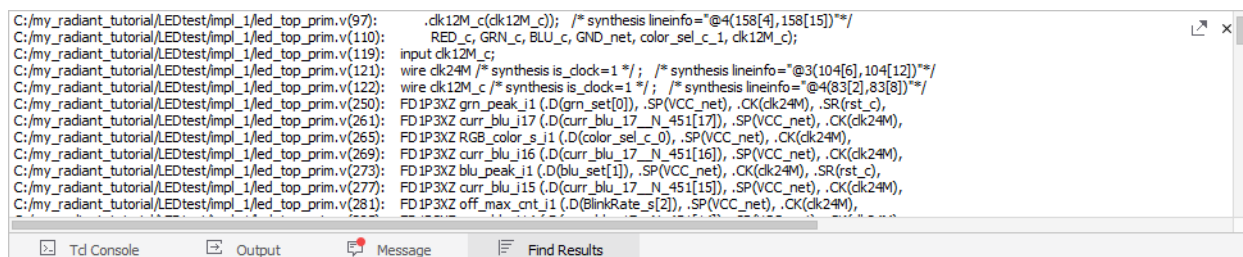 C:/my_radiant_tutorial/LEDtest/impl_1/led_top_prim.v(97): .clk12M_c(clk12M_c)); /* synthesis lineinfo="@4(158[4],158[15])"*/
C:/my_radiant_tutorial/LEDtest/impl_1/led_top_prim.v(110): RED_c, GRN_c, BLU_c, GND_net, color_sel_c_1, clk12M_c);
C:/my_radiant_tutorial/LEDtest/impl_1/led_top_prim.v(119): input clk12M_c;
C:/my_radiant_tutorial/LEDtest/impl_1/led_top_prim.v(121): wire clk24M /* synthesis is_clock=1 */ ; /* synthesis lineinfo="@3(104[6],104[12])"*/
C:/my_radiant_tutorial/LEDtest/impl_1/led_top_prim.v(122): wire clk12M_c /* synthesis is_clock=1 */ ; /* synthesis lineinfo="@4(83[2],83[8])"*/
C:/my_radiant_tutorial/LEDtest/impl_1/led_top_prim.v(250): FD1P3XZ grn_peak_i1 (.D(grn_set[0]), .SP(VCC_net), .CK(clk24M), .SR(rst_c),
C:/my_radiant_tutorial/LEDtest/impl_1/led_top_prim.v(261): FD1P3XZ curr_blu_i17 (.D(curr_blu_17__N_451[17]), .SP(VCC_net), .CK(clk24M),
C:/my_radiant_tutorial/LEDtest/impl_1/led_top_prim.v(265): FD1P3XZ RGB_color_s_i1 (.D(color_sel_c_0), .SP(VCC_net), .CK(clk24M),
C:/my_radiant_tutorial/LEDtest/impl_1/led_top_prim.v(269): FD1P3XZ curr_blu_i16 (.D(curr_blu_17__N_451[16]), .SP(VCC_net), .CK(clk24M),
C:/my_radiant_tutorial/LEDtest/impl_1/led_top_prim.v(273): FD1P3XZ blu_peak_i1 (.D(blu_set[1]), .SP(VCC_net), .CK(clk24M), .SR(rst_c),
C:/my_radiant_tutorial/LEDtest/impl_1/led_top_prim.v(277): FD1P3XZ curr_blu_i15 (.D(curr_blu_17__N_451[15]), .SP(VCC_net), .CK(clk24M),
C:/my_radiant_tutorial/LEDtest/impl_1/led_top_prim.v(281): FD1P3XZ off_max_cnt_i1 (.D(BlinkRate_s[2]), .SP(VCC_net), .CK(clk24M),
Tcl Console Output Message Find Results